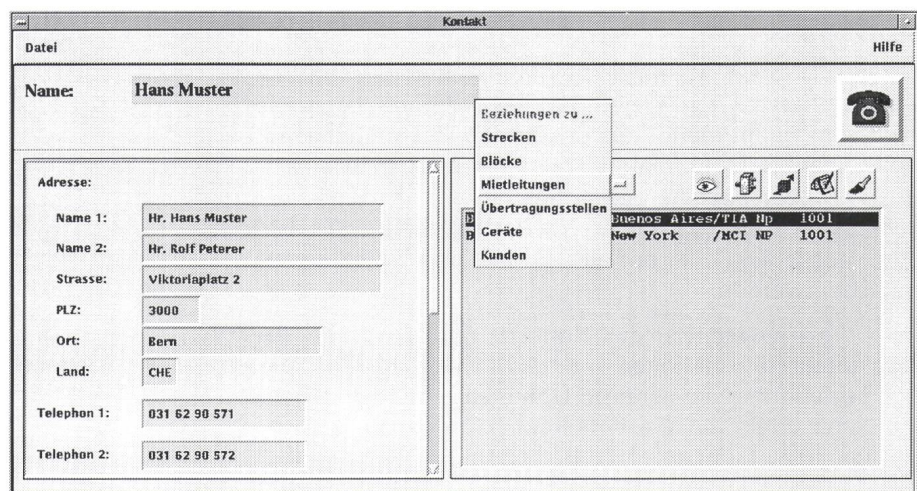 Kontakt
Datei Hilfe
Name: Hans Muster
Beziehungen zu ...
Strecken
Blöcke
Mietleitungen
Übertragungsstellen
Geräte
Kunden
Adresse:
Name 1: Hr. Hans Muster
Name 2: Hr. Rolf Peterer
Strasse: Viktoriaplatz 2
PLZ: 3000
Ort: Bern
Land: CHE
Telephon 1: 031 62 90 571
Telephon 2: 031 62 90 572
Buenos Aires/TIA Np 1001
B New York /MCI NP 1001